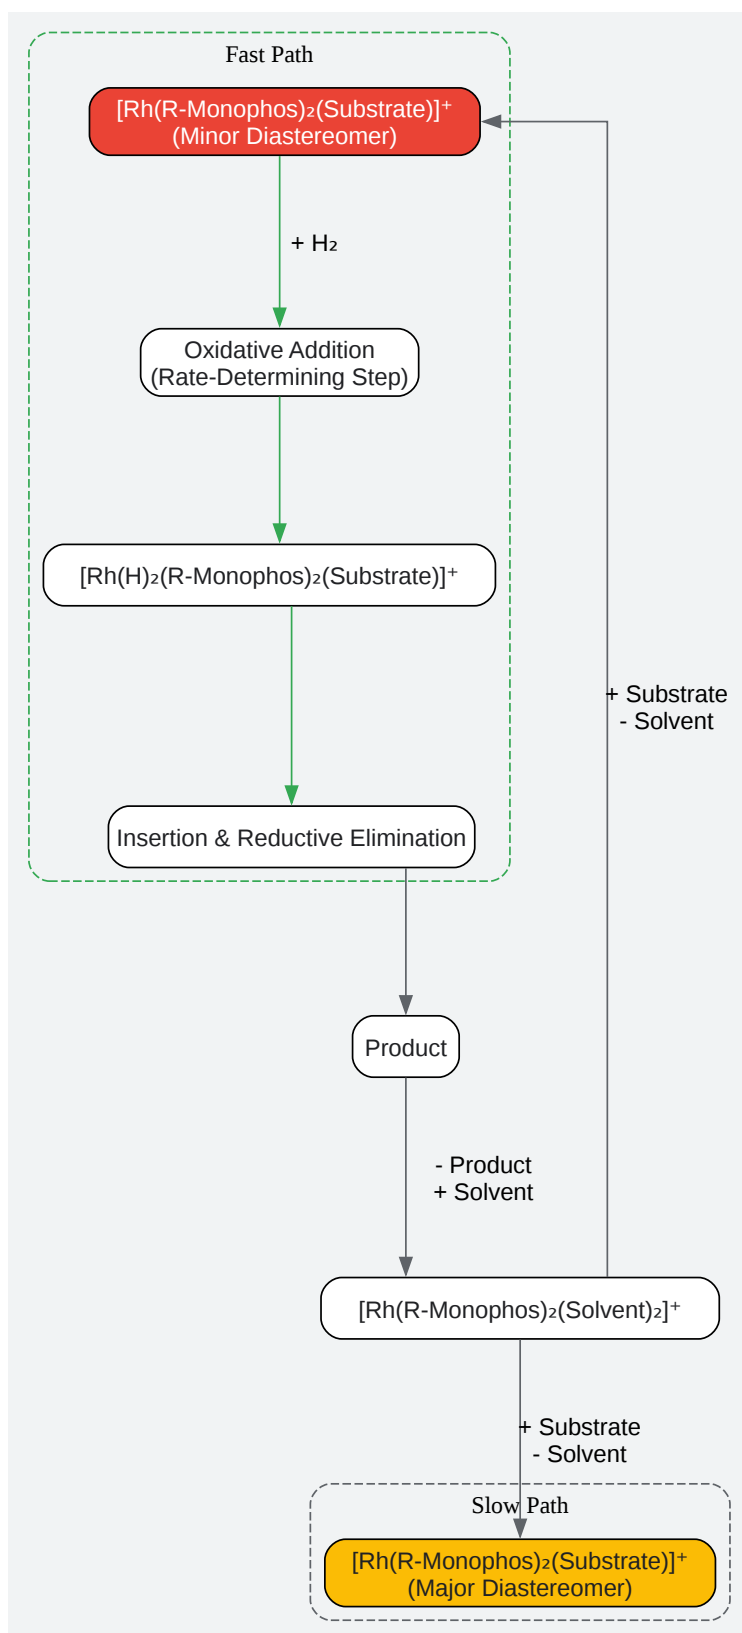 Fast Path
[Rh(R-Monophos)₂(Substrate)]⁺
(Minor Diastereomer)
+ H₂
Oxidative Addition
(Rate-Determining Step)
[Rh(H)₂(R-Monophos)₂(Substrate)]⁺
+ Substrate
- Solvent
Insertion & Reductive Elimination
Product
- Product
+ Solvent
[Rh(R-Monophos)₂(Solvent)₂]⁺
+ Substrate
- Solvent
Slow Path
[Rh(R-Monophos)₂(Substrate)]⁺
(Major Diastereomer)